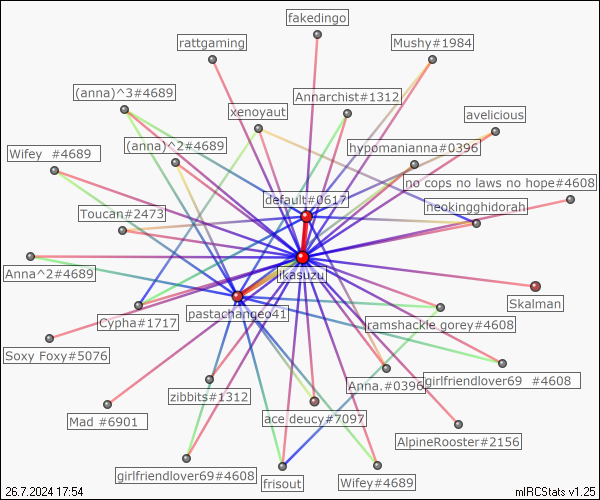 fakedingo
rattgaming
Mushy#1984
(anna)^3#4689
Annarchist#1312
xenoyaut
avelicious
(anna)^2#4689
hypomanianna#0396
Wifey   #4689
no cops no laws no hope#4608
default#0617
Toucan#2473
neokingghidorah
Anna^2#4689
ikasuzu
Skalman
pastachangeo41
Cypha#1717
ramshackle gorey#4608
Soxy Foxy#5076
Anna.#0396
girlfriendlover69   #4608
zibbits#1312
Mad  #6901
ace deucy#7097
AlpineRooster#2156
girlfriendlover69#4608
frisout
Wifey#4689
26.7.2024 17:54
mIRCStats v1.25